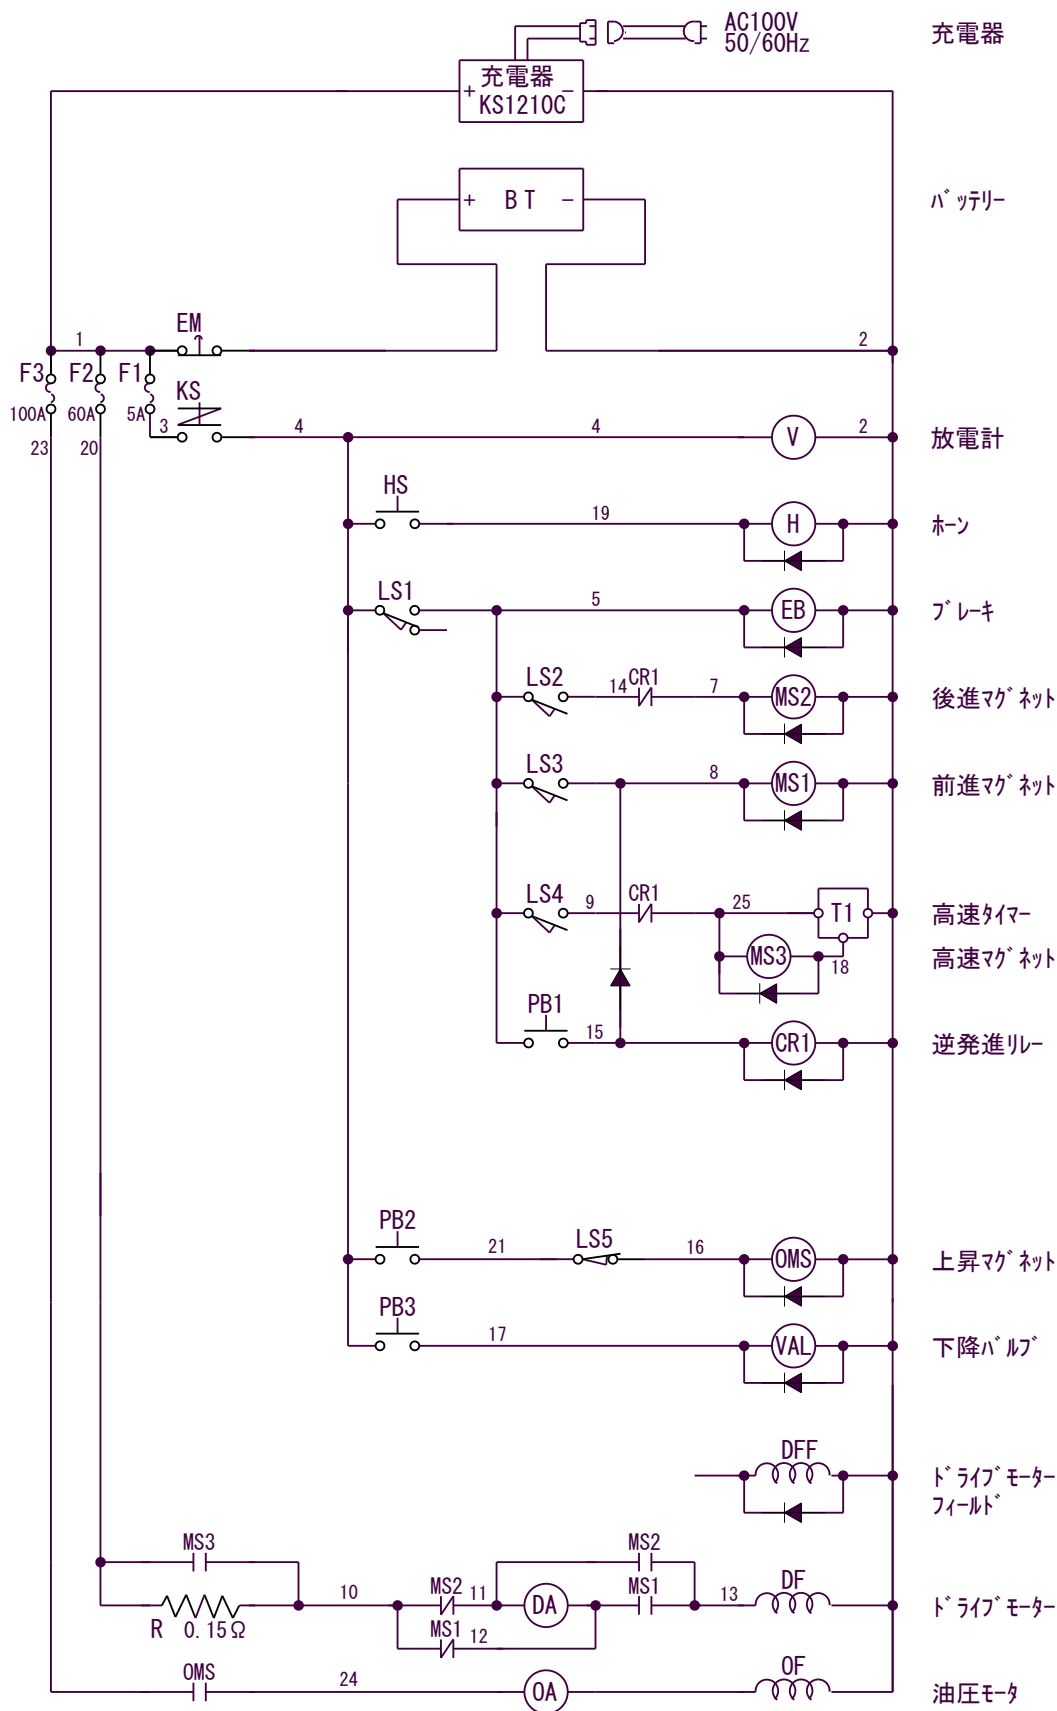 AC100V
50/60Hz
充電器
充電器
+ KS1210C −
+ BT −
バッテリー
1
EM
2
F3
F2
F1
KS
100A
60A
5A
3
4
4
V
2
放電計
23
20
HS
19
H
ホーン
LS1
5
EB
ブレーキ
LS2
14
CR1
7
MS2
後進マグネット
LS3
8
MS1
前進マグネット
LS4
9
CR1
25
T1
高速タイマー
MS3
18
高速マグネット
PB1
15
CR1
逆発進リレー
PB2
21
LS5
16
OMS
上昇マグネット
PB3
17
VAL
下降バルブ
DFF
ドライブモーター
フィールド
MS3
MS2
10
MS2
11
DA
MS1
13
DF
ドライブモーター
R 0.15Ω
MS1
12
OMS
24
OA
OF
油圧モータ